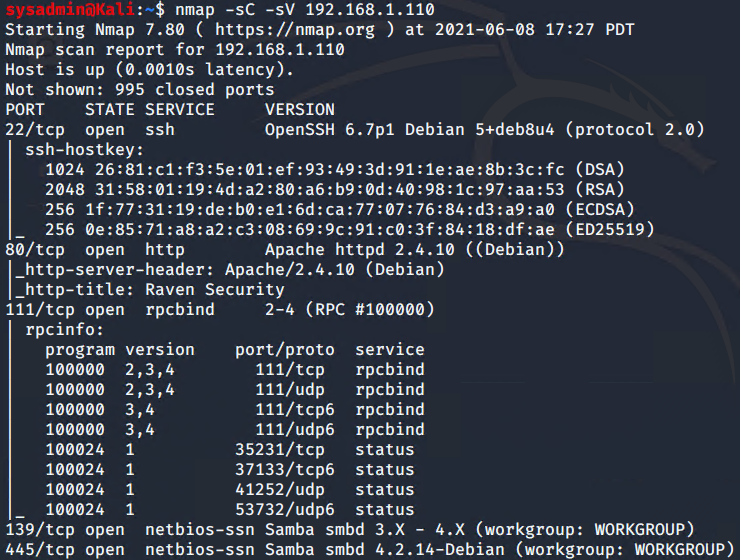 sysadmin@Kali:~$ nmap -sC -sV 192.168.1.110
Starting Nmap 7.80 ( https://nmap.org ) at 2021-06-08 17:27 PDT
Nmap scan report for 192.168.1.110
Host is up (0.0010s latency).
Not shown: 995 closed ports
PORT    STATE SERVICE     VERSION
22/tcp  open  ssh         OpenSSH 6.7p1 Debian 5+deb8u4 (protocol 2.0)
| ssh-hostkey:
|   1024 26:81:c1:f3:5e:01:ef:93:49:3d:91:1e:ae:8b:3c:fc (DSA)
|   2048 31:58:01:19:4d:a2:80:a6:b9:0d:40:98:1c:97:aa:53 (RSA)
|   256 1f:77:31:19:de:b0:e1:6d:ca:77:07:76:84:d3:a9:a0 (ECDSA)
|_  256 0e:85:71:a8:a2:c3:08:69:9c:91:c0:3f:84:18:df:ae (ED25519)
80/tcp  open  http        Apache httpd 2.4.10 ((Debian))
|_http-server-header: Apache/2.4.10 (Debian)
|_http-title: Raven Security
111/tcp open  rpcbind     2-4 (RPC #100000)
| rpcinfo:
|   program version    port/proto  service
|   100000  2,3,4        111/tcp   rpcbind
|   100000  2,3,4        111/udp   rpcbind
|   100000  3,4          111/tcp6  rpcbind
|   100000  3,4          111/udp6  rpcbind
|   100024  1          35231/tcp   status
|   100024  1          37133/tcp6  status
|   100024  1          41252/udp   status
|_  100024  1          53732/udp6  status
139/tcp open  netbios-ssn Samba smbd 3.X - 4.X (workgroup: WORKGROUP)
445/tcp open  netbios-ssn Samba smbd 4.2.14-Debian (workgroup: WORKGROUP)